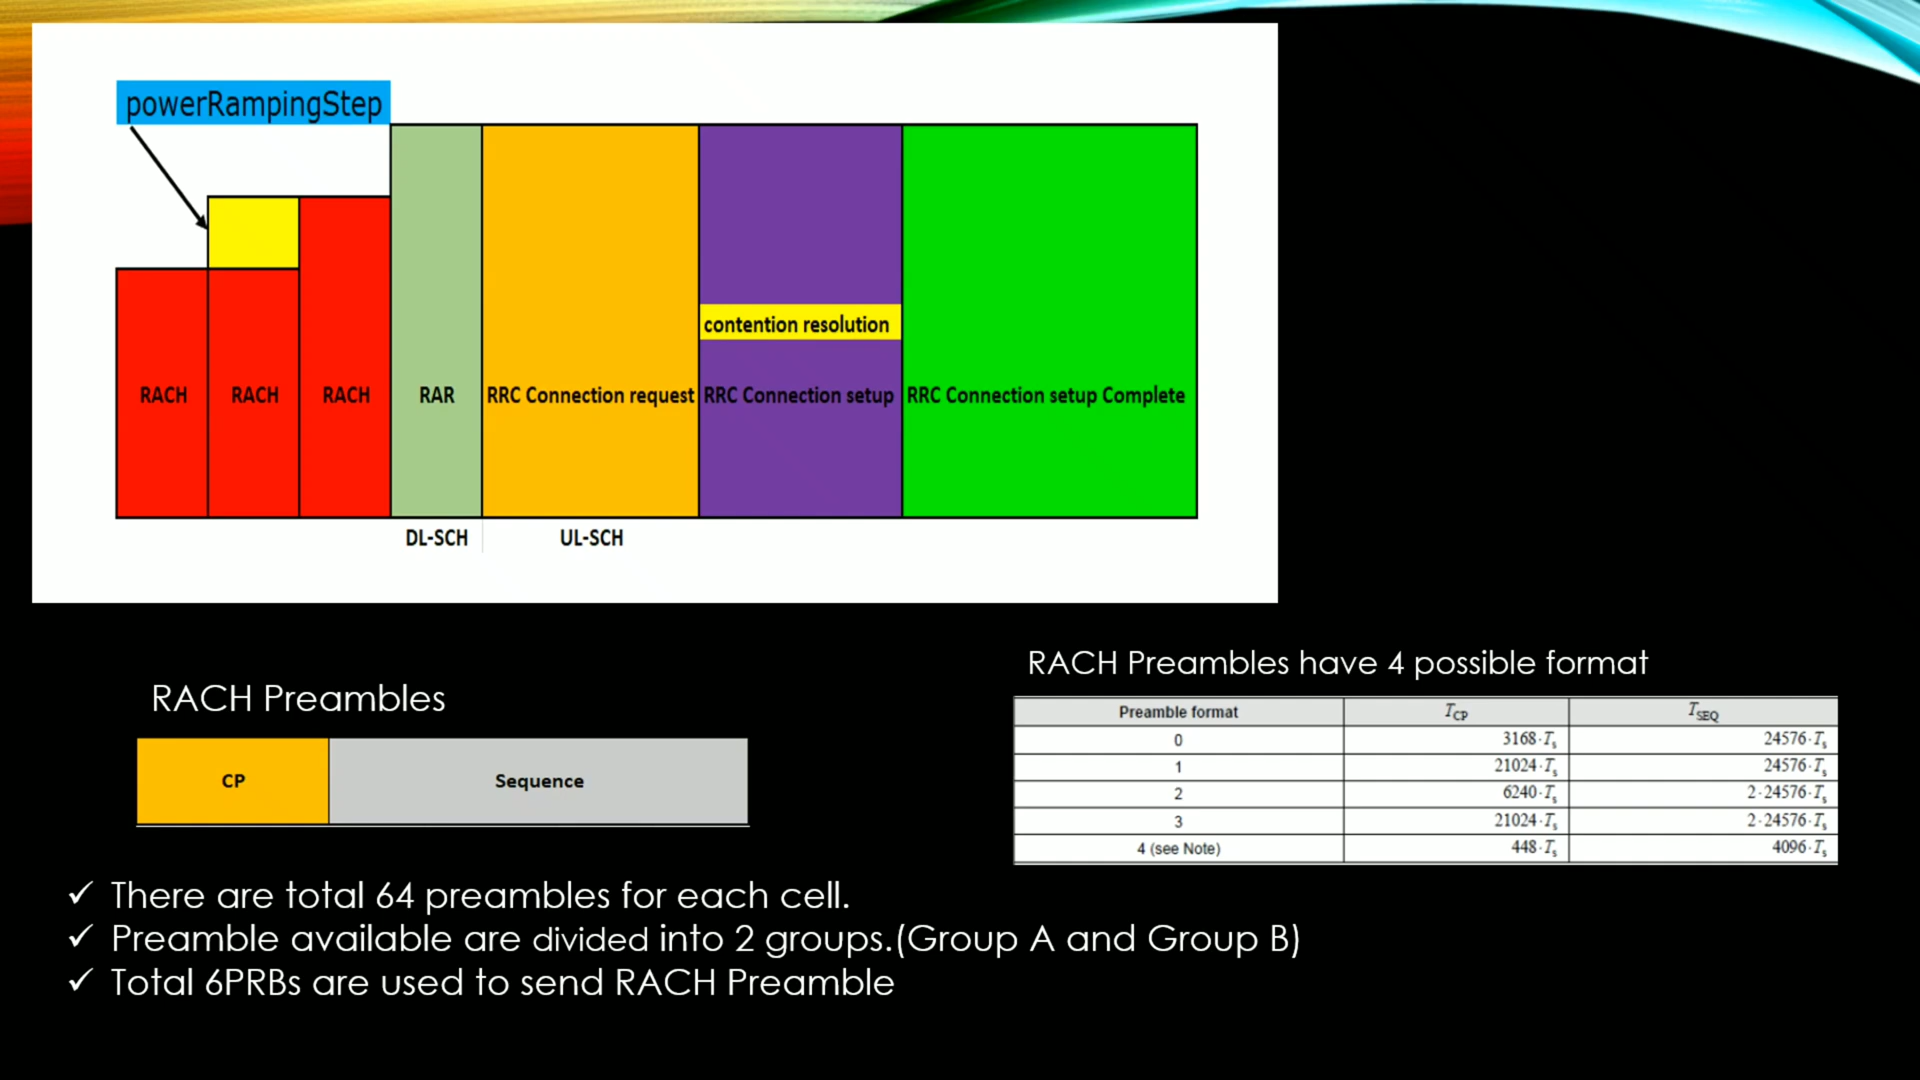 powerRampingStep
contention resolution
RACH RACH RACH RAR RRC Connection request RRC Connection setup RRC Connection setup Complete
DL-SCH UL-SCH
RACH Preambles
CP Sequence
RACH Preambles have 4 possible format
Preamble format T_CP T_SEQ
0 3168·T_s 24576·T_s
1 21024·T_s 24576·T_s
2 6240·T_s 2·24576·T_s
3 21024·T_s 2·24576·T_s
4 (see Note) 448·T_s 4096·T_s
✓ There are total 64 preambles for each cell.
✓ Preamble available are divided into 2 groups.(Group A and Group B)
✓ Total 6PRBs are used to send RACH Preamble